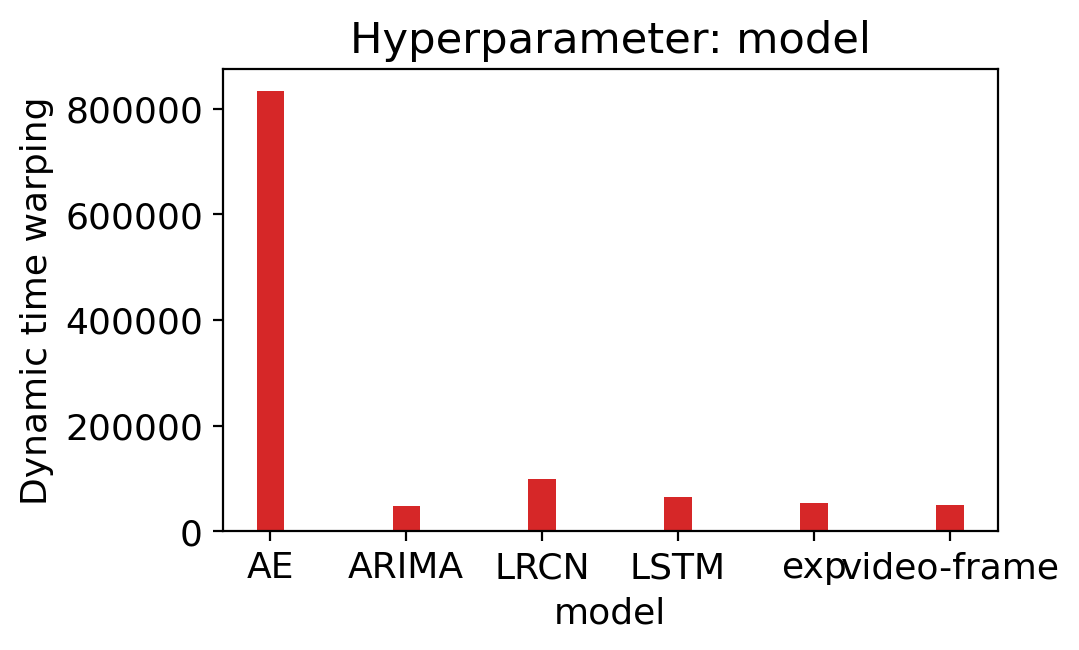 Hyperparameter: model
Dynamic time warping
800000
600000
400000
200000
0
AE ARIMA LRCN LSTM exp video-frame
model